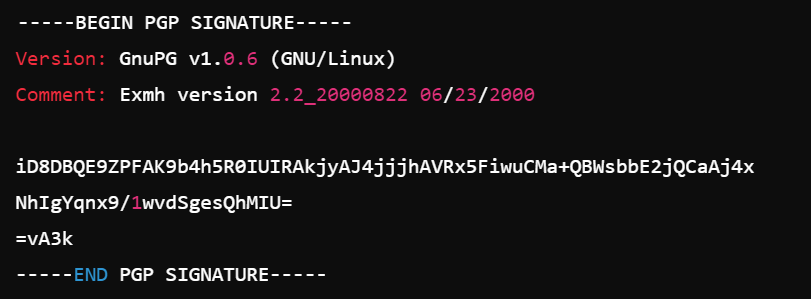 -----BEGIN PGP SIGNATURE-----
Version: GnuPG v1.0.6 (GNU/Linux)
Comment: Exmh version 2.2_20000822 06/23/2000
iD8DBQE9ZPFAK9b4h5R0IUIRAkjyAJ4jjjhAVRx5FiwuCMa+QBWsbbE2jQCaAj4x
NhIgYqnx9/1wvdSgesQhMIU=
=vA3k
-----END PGP SIGNATURE-----